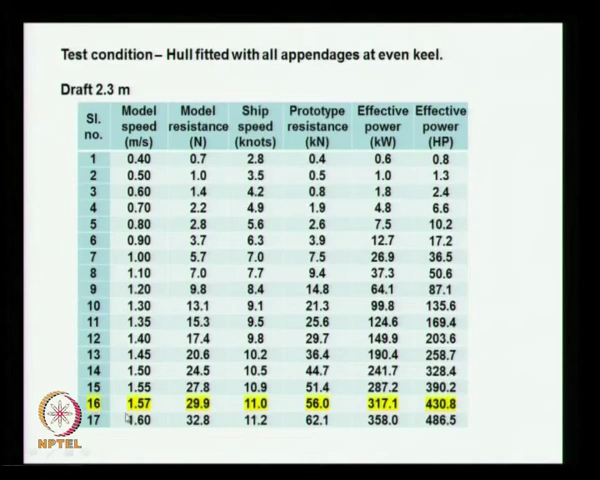 Test condition – Hull fitted with all appendages at even keel.
Draft 2.3 m
Sl. no. Model speed (m/s) Model resistance (N) Ship speed (knots) Prototype resistance (kN) Effective power (kW) Effective power (HP)
1 0.40 0.7 2.8 0.4 0.6 0.8
2 0.50 1.0 3.5 0.5 1.0 1.3
3 0.60 1.4 4.2 0.8 1.8 2.4
4 0.70 2.2 4.9 1.9 4.8 6.6
5 0.80 2.8 5.6 2.6 7.5 10.2
6 0.90 3.7 6.3 3.9 12.7 17.2
7 1.00 5.7 7.0 7.5 26.9 36.5
8 1.10 7.0 7.7 9.4 37.3 50.6
9 1.20 9.8 8.4 14.8 64.1 87.1
10 1.30 13.1 9.1 21.3 99.8 135.6
11 1.35 15.3 9.5 25.6 124.6 169.4
12 1.40 17.4 9.8 29.7 149.9 203.6
13 1.45 20.6 10.2 36.4 190.4 258.7
14 1.50 24.5 10.5 44.7 241.7 328.4
15 1.55 27.8 10.9 51.4 287.2 390.2
16 1.57 29.9 11.0 56.0 317.1 430.8
17 1.60 32.8 11.2 62.1 358.0 486.5
NPTEL